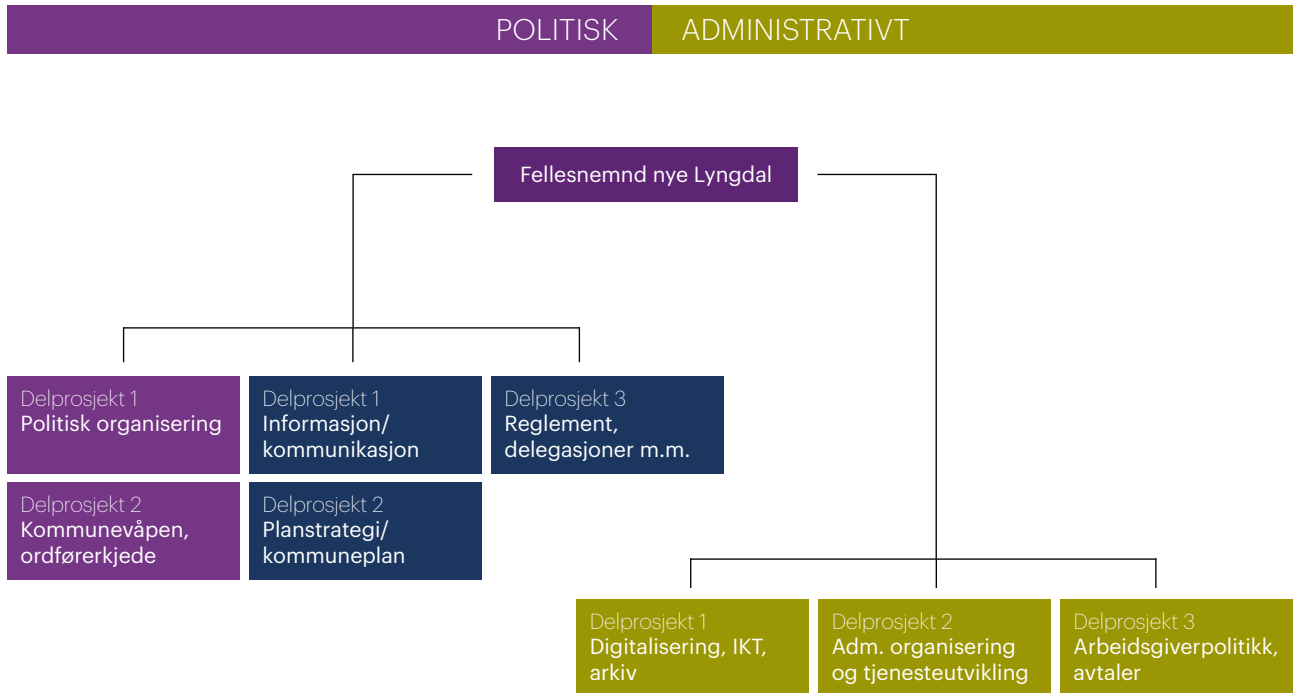 POLITISK
ADMINISTRATIVT
Fellesnemnd nye Lyngdal
Delprosjekt 1
Politisk organisering
Delprosjekt 1
Informasjon/
kommunikasjon
Delprosjekt 3
Reglement,
delegasjoner m.m.
Delprosjekt 2
Kommunevåpen,
ordførerkjede
Delprosjekt 2
Planstrategi/
kommuneplan
Delprosjekt 1
Digitalisering, IKT,
arkiv
Delprosjekt 2
Adm. organisering
og tjenesteutvikling
Delprosjekt 3
Arbeidsgiverpolitikk,
avtaler